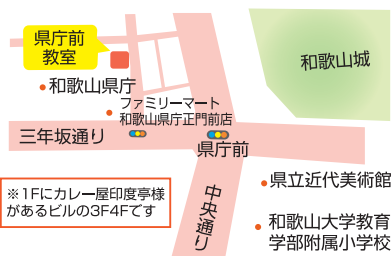 県庁前
教室
和歌山城
和歌山県庁
ファミリーマート
和歌山県庁正門前店
三年坂通り
県庁前
県立近代美術館
※1Fにカレー屋印度亭様
があるビルの3F4Fです
中央通り
和歌山大学教育
学部附属小学校